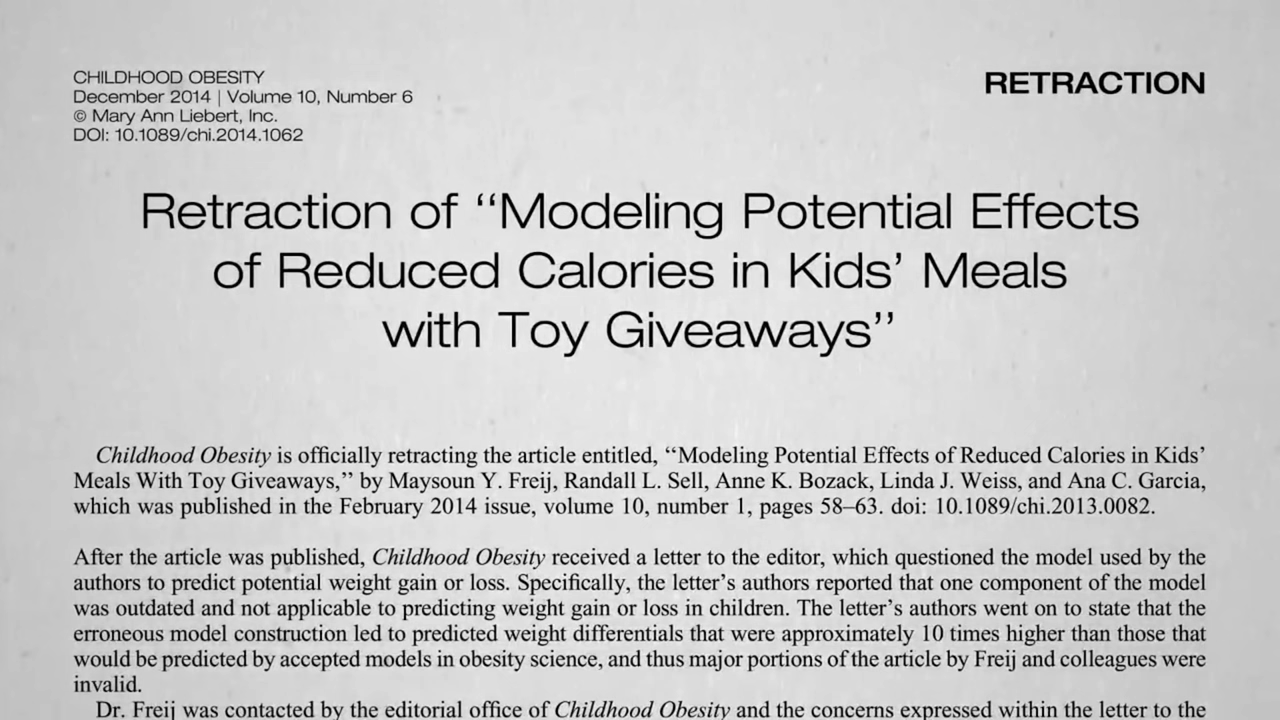 CHILDHOOD OBESITY
December 2014 | Volume 10, Number 6
© Mary Ann Liebert, Inc.
DOI: 10.1089/chi.2014.1062
RETRACTION
Retraction of ‘‘Modeling Potential Effects
of Reduced Calories in Kids’ Meals
with Toy Giveaways’’
Childhood Obesity is officially retracting the article entitled, ‘‘Modeling Potential Effects of Reduced Calories in Kids’
Meals With Toy Giveaways,’’ by Maysoun Y. Freij, Randall L. Sell, Anne K. Bozack, Linda J. Weiss, and Ana C. Garcia,
which was published in the February 2014 issue, volume 10, number 1, pages 58–63. doi: 10.1089/chi.2013.0082.
After the article was published, Childhood Obesity received a letter to the editor, which questioned the model used by the
authors to predict potential weight gain or loss. Specifically, the letter’s authors reported that one component of the model
was outdated and not applicable to predicting weight gain or loss in children. The letter’s authors went on to state that the
erroneous model construction led to predicted weight differentials that were approximately 10 times higher than those that
would be predicted by accepted models in obesity science, and thus major portions of the article by Freij and colleagues were
invalid.
Dr. Freij was contacted by the editorial office of Childhood Obesity and the concerns expressed within the letter to the